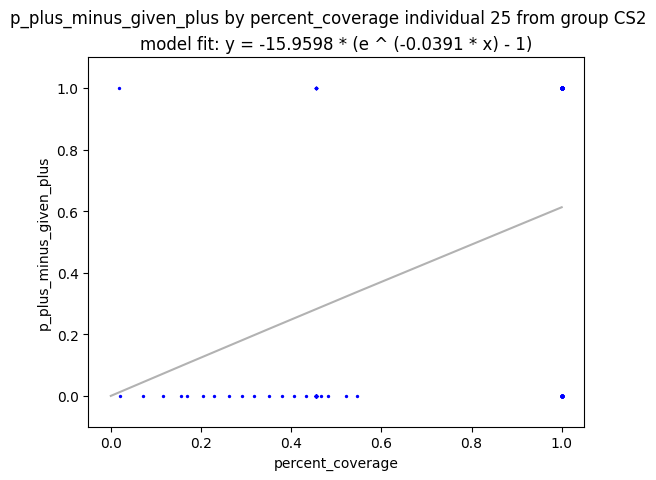 p_plus_minus_given_plus by percent_coverage individual 25 from group CS2
model fit: y = -15.9598 * (e ^ (-0.0391 * x) - 1)
1.0
0.8
0.6
0.4
0.2
0.0
p_plus_minus_given_plus
0.0 0.2 0.4 0.6 0.8 1.0
percent_coverage